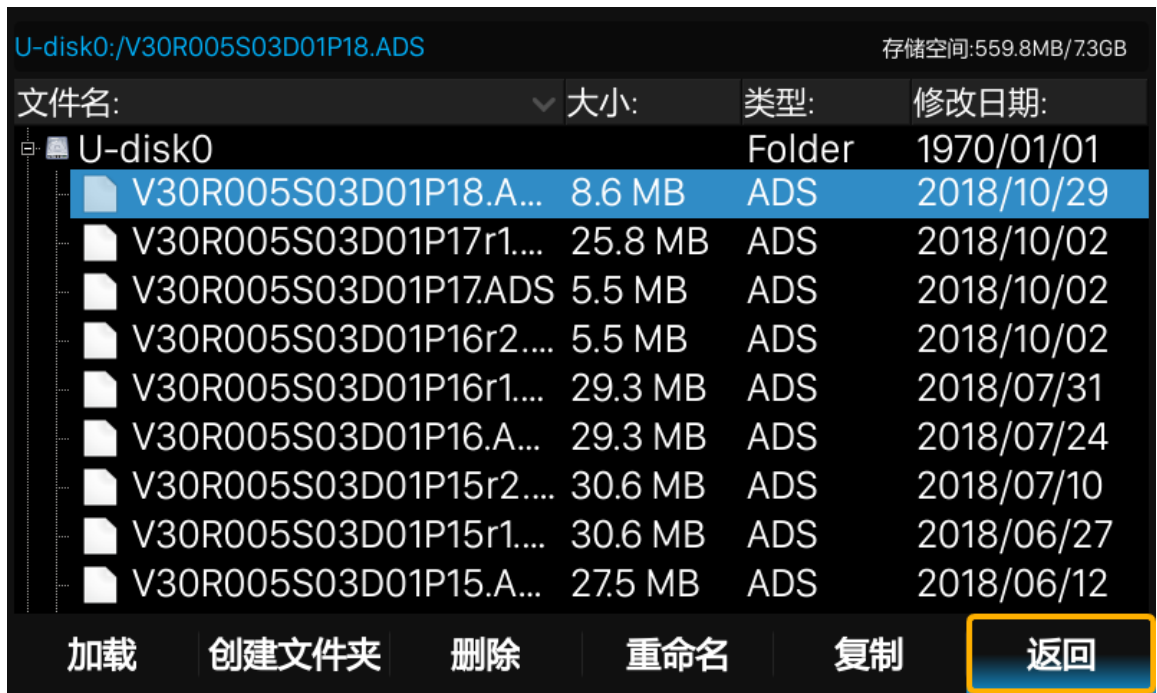 U-disk0:/V30R005S03D01P18.ADS 存储空间:559.8MB/7.3GB
文件名: 大小: 类型: 修改日期:
U-disk0 Folder 1970/01/01
V30R005S03D01P18.A... 8.6 MB ADS 2018/10/29
V30R005S03D01P17r1.... 25.8 MB ADS 2018/10/02
V30R005S03D01P17.ADS 5.5 MB ADS 2018/10/02
V30R005S03D01P16r2.... 5.5 MB ADS 2018/10/02
V30R005S03D01P16r1.... 29.3 MB ADS 2018/07/31
V30R005S03D01P16.A... 29.3 MB ADS 2018/07/24
V30R005S03D01P15r2.... 30.6 MB ADS 2018/07/10
V30R005S03D01P15r1.... 30.6 MB ADS 2018/06/27
V30R005S03D01P15.A... 27.5 MB ADS 2018/06/12
加载 创建文件夹 删除 重命名 复制 返回